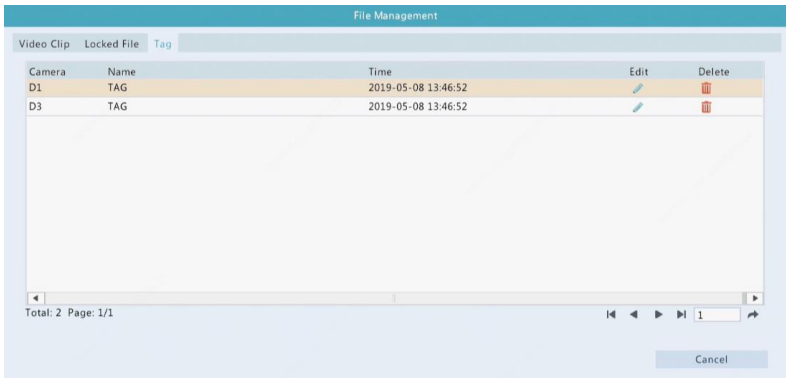 File Management
Video Clip Locked File Tag
Camera Name Time Edit Delete
D1 TAG 2019-05-08 13:46:52
D3 TAG 2019-05-08 13:46:52
Total: 2 Page: 1/1
1
Cancel